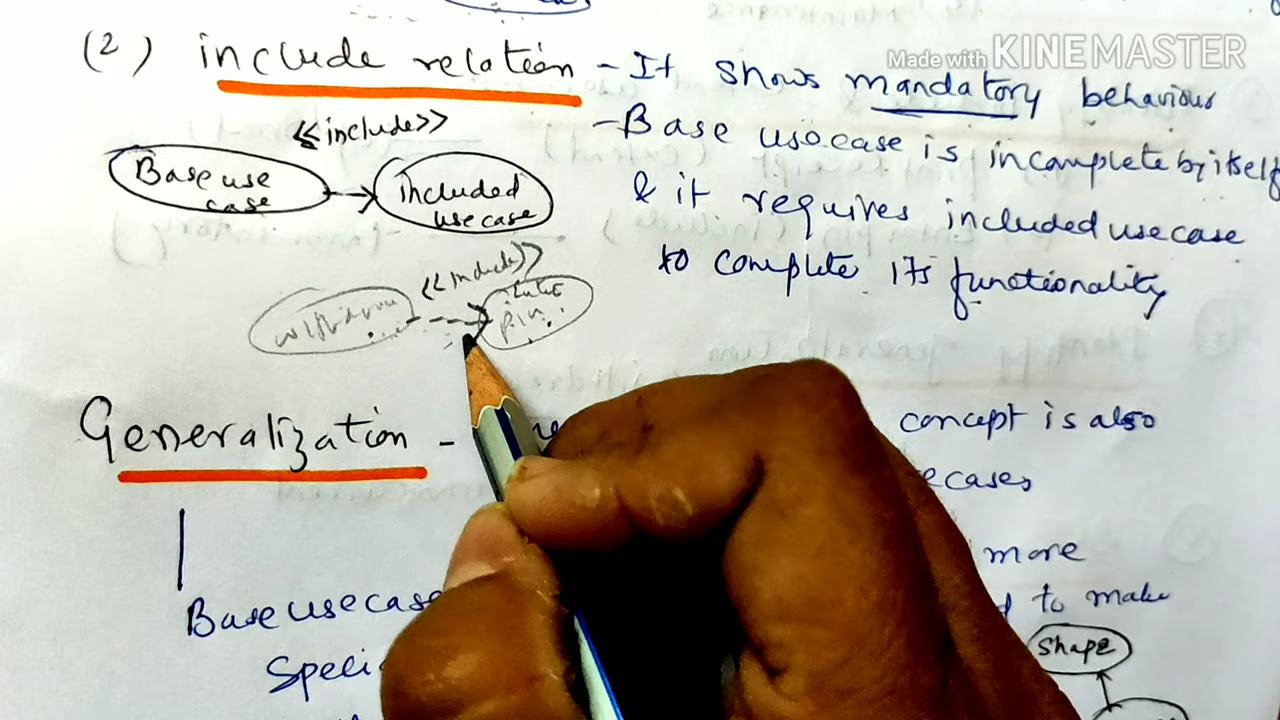 Made with KINEMASTER
(2) include relation - It shows mandatory behaviour
<<include>>
Base use case
included use case
- Base usecase is incomplete by itself
& it requires included usecase
to complete its functionality
<<include>>
withdraw
pin
Generalization -
concept is also
more
to make
Base usecase
Shape